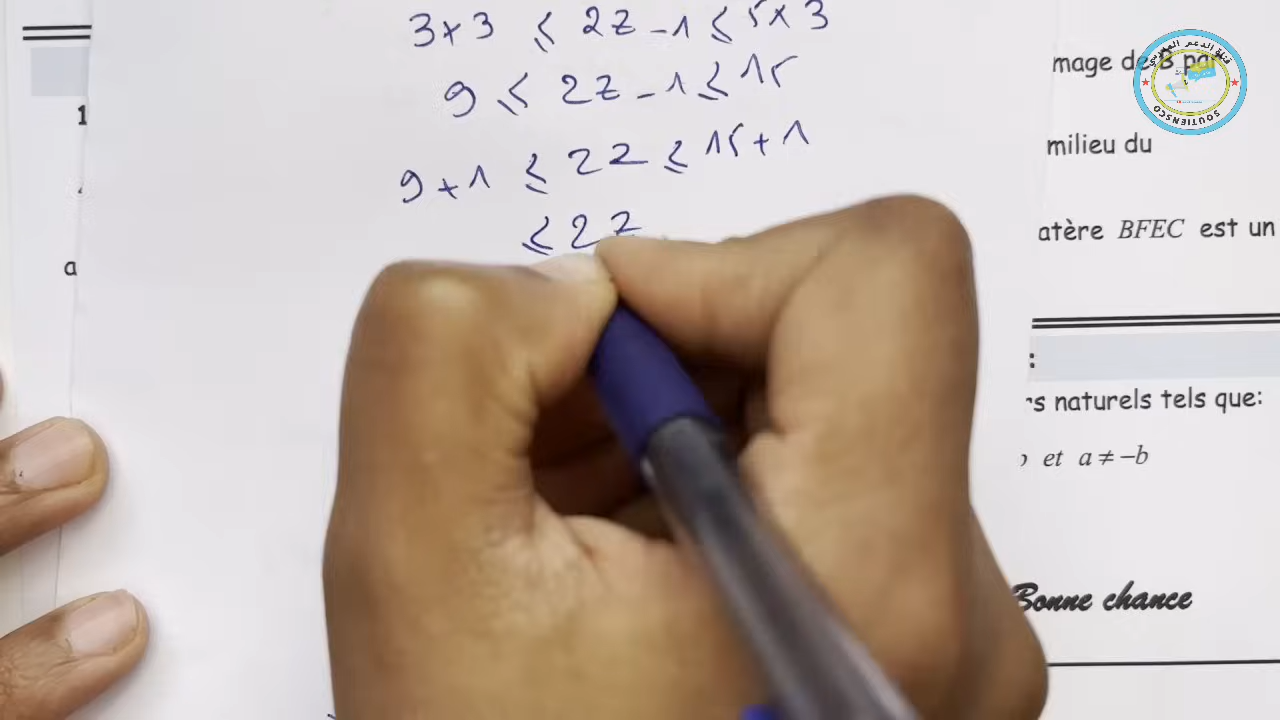 3 × 3 ⩽ 2z - 1 ⩽ 5 × 3
9 ⩽ 2z - 1 ⩽ 15
9 + 1 ⩽ 2z ⩽ 15 + 1
⩽ 2z
1
a
mage de B par
milieu du
atère BFEC est un
:
rs naturels tels que:
et a ≠ -b
Bonne chance
SOUTIENSCO